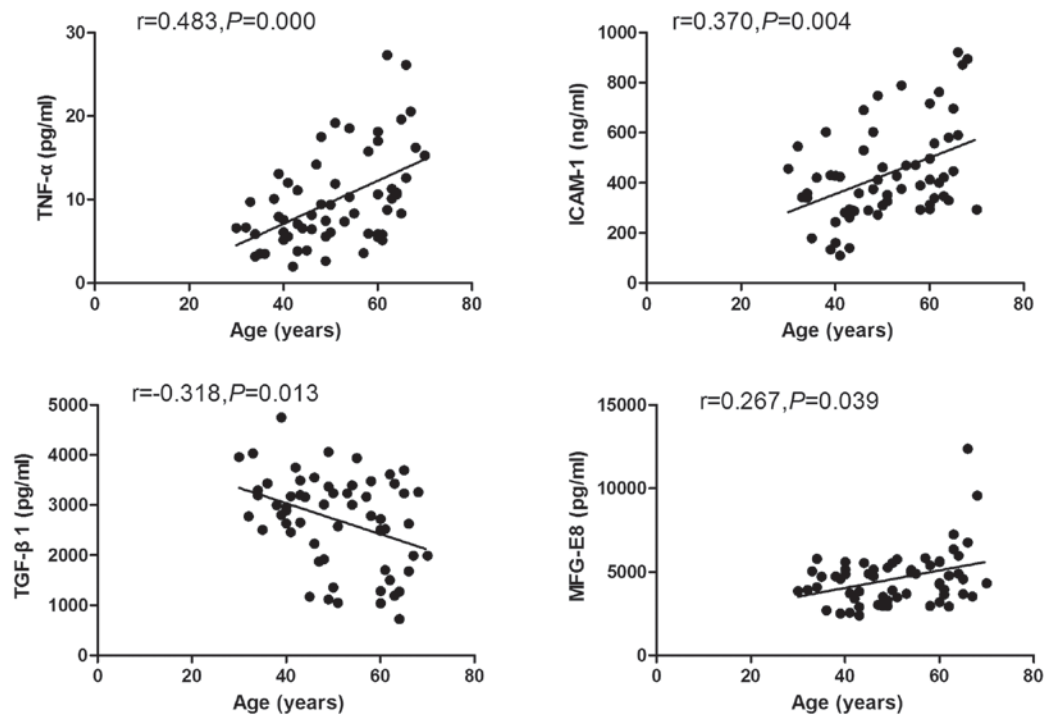 r=0.483,P=0.000
TNF-α (pg/ml)
30
20
10
0
0 20 40 60 80
Age (years)
r=0.370,P=0.004
ICAM-1 (ng/ml)
1000
800
600
400
200
0
0 20 40 60 80
Age (years)
r=-0.318,P=0.013
TGF-β 1 (pg/ml)
5000
4000
3000
2000
1000
0
0 20 40 60 80
Age (years)
r=0.267,P=0.039
MFG-E8 (pg/ml)
15000
10000
5000
0
0 20 40 60 80
Age (years)